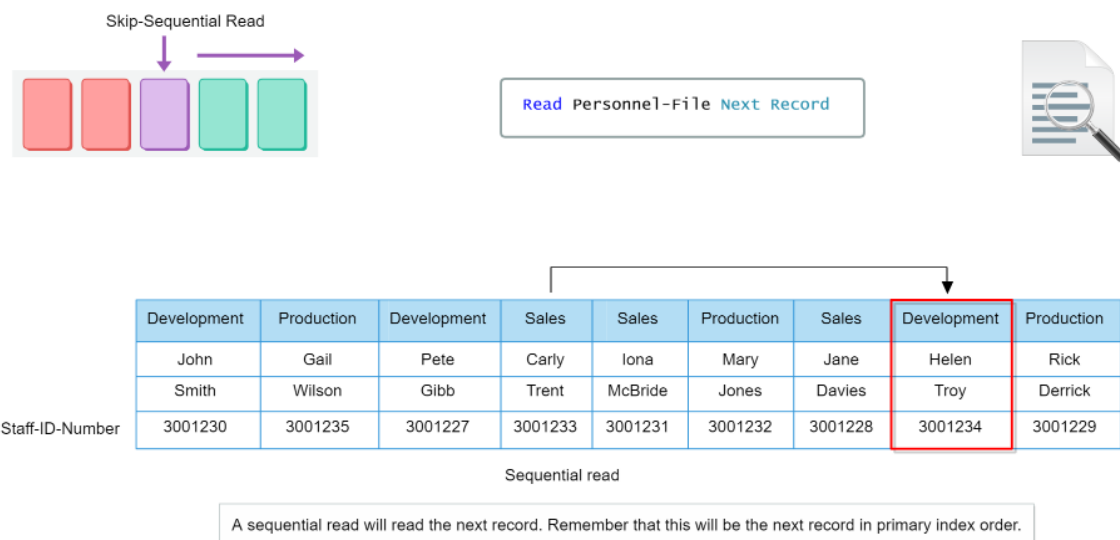 Skip-Sequential Read
Read Personnel-File Next Record
Development Production Development Sales Sales Production Sales Development Production
John Gail Pete Carly Iona Mary Jane Helen Rick
Smith Wilson Gibb Trent McBride Jones Davies Troy Derrick
Staff-ID-Number 3001230 3001235 3001227 3001233 3001231 3001232 3001228 3001234 3001229
Sequential read
A sequential read will read the next record. Remember that this will be the next record in primary index order.